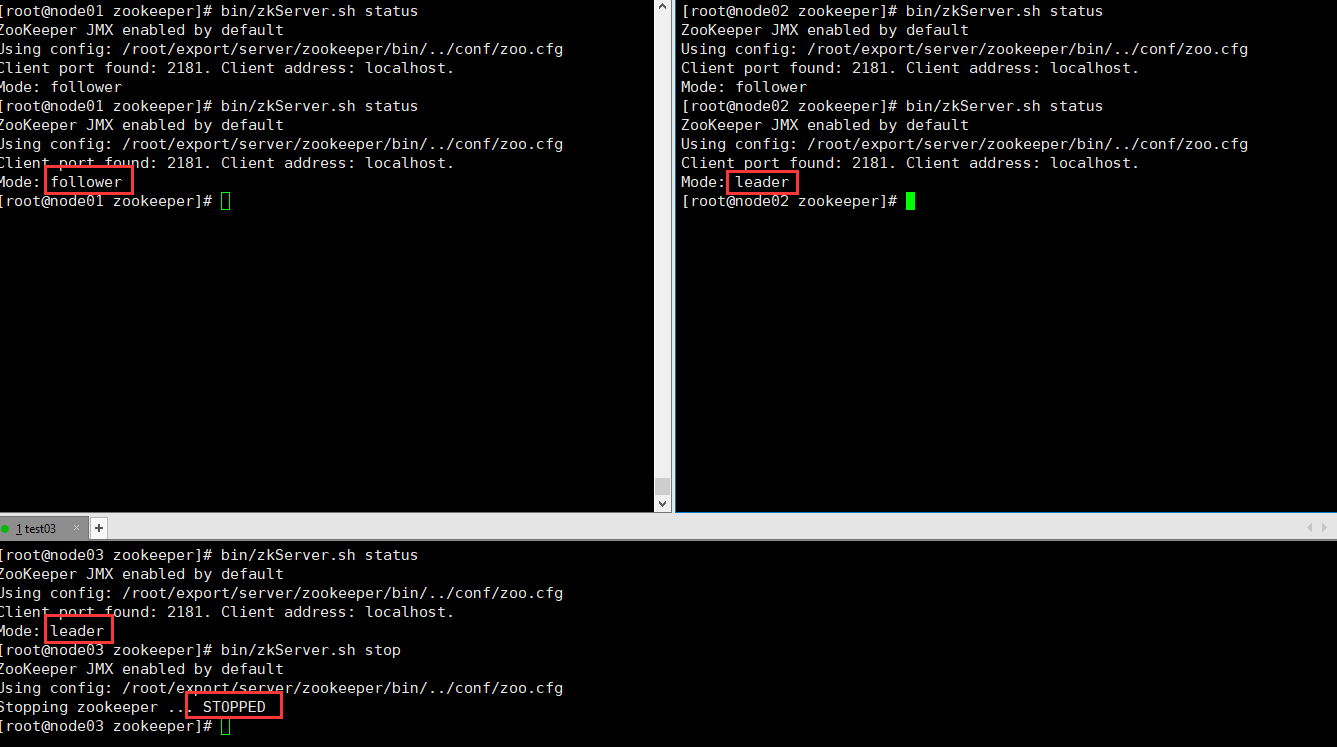 [root@node01 zookeeper]# bin/zkServer.sh status
ZooKeeper JMX enabled by default
Using config: /root/export/server/zookeeper/bin/../conf/zoo.cfg
Client port found: 2181. Client address: localhost.
Mode: follower
[root@node01 zookeeper]# bin/zkServer.sh status
ZooKeeper JMX enabled by default
Using config: /root/export/server/zookeeper/bin/../conf/zoo.cfg
Client port found: 2181. Client address: localhost.
Mode: follower
[root@node01 zookeeper]#
[root@node02 zookeeper]# bin/zkServer.sh status
ZooKeeper JMX enabled by default
Using config: /root/export/server/zookeeper/bin/../conf/zoo.cfg
Client port found: 2181. Client address: localhost.
Mode: follower
[root@node02 zookeeper]# bin/zkServer.sh status
ZooKeeper JMX enabled by default
Using config: /root/export/server/zookeeper/bin/../conf/zoo.cfg
Client port found: 2181. Client address: localhost.
Mode: leader
[root@node02 zookeeper]#
1 test03 × +
[root@node03 zookeeper]# bin/zkServer.sh status
ZooKeeper JMX enabled by default
Using config: /root/export/server/zookeeper/bin/../conf/zoo.cfg
Client port found: 2181. Client address: localhost.
Mode: leader
[root@node03 zookeeper]# bin/zkServer.sh stop
ZooKeeper JMX enabled by default
Using config: /root/export/server/zookeeper/bin/../conf/zoo.cfg
Stopping zookeeper ... STOPPED
[root@node03 zookeeper]#